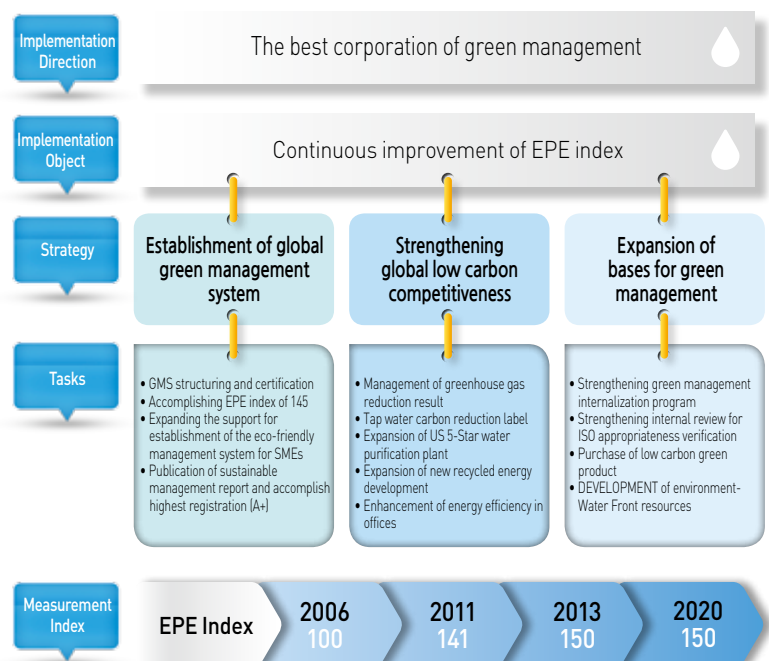 Implementation
Direction
The best corporation of green management
Implementation
Object
Continuous improvement of EPE index
Strategy
Establishment of global
green management
system
Strengthening
global low carbon
competitiveness
Expansion of
bases for green
management
Tasks
• GMS structuring and certification
• Accomplishing EPE index of 145
• Expanding the support for
establishment of the eco-friendly
management system for SMEs
• Publication of sustainable
management report and accomplish
highest registration (A+)
• Management of greenhouse gas
reduction result
• Tap water carbon reduction label
• Expansion of US 5-Star water
purification plant
• Expansion of new recycled energy
development
• Enhancement of energy efficiency in
offices
• Strengthening green management
internalization program
• Strengthening internal review for
ISO appropriateness verification
• Purchase of low carbon green
product
• DEVELOPMENT of environment-
Water Front resources
Measurement
Index
EPE Index
2006
100
2011
141
2013
150
2020
150